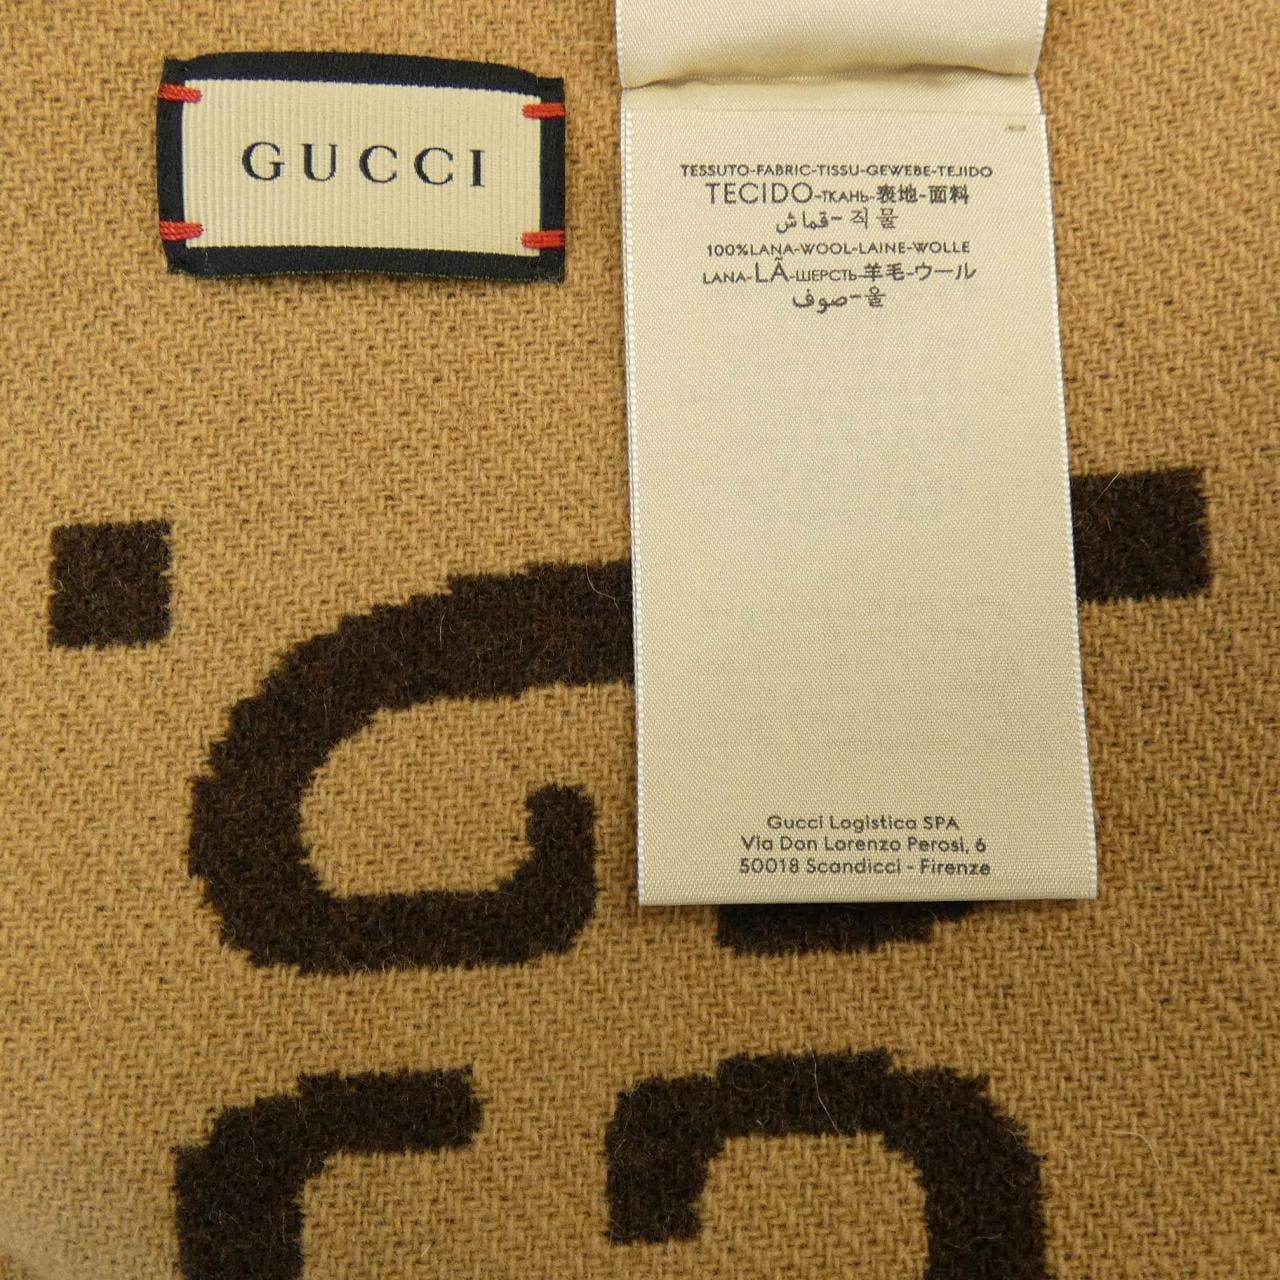 GUCCI
TESSUTO-FABRIC-TISSU-GEWEBE-TEJIDO
TECIDO-ТКАНЬ-表地-面料
قماش-직물
100%LANA-WOOL-LAINE-WOLLE
LANA-LÃ-ШЕРСТЬ-羊毛-ウール
صوف-울
Gucci Logistica SPA
Via Don Lorenzo Perosi, 6
50018 Scandicci - Firenze